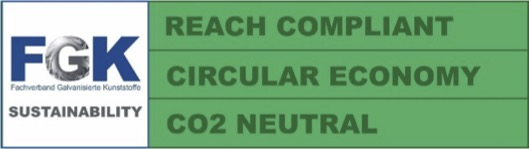 FGK
Fachverband Galvanisierte Kunststoffe
SUSTAINABILITY
REACH COMPLIANT
CIRCULAR ECONOMY
CO2 NEUTRAL